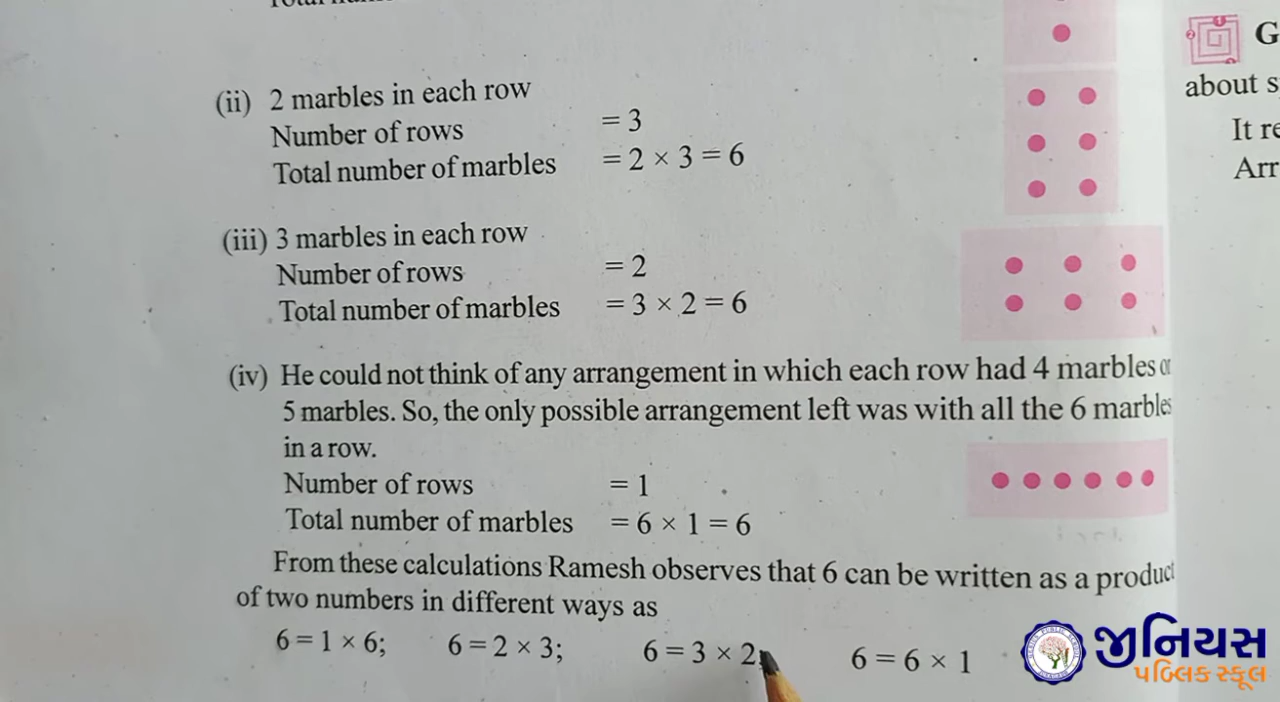 (ii) 2 marbles in each row
Number of rows = 3
Total number of marbles = 2 × 3 = 6
(iii) 3 marbles in each row
Number of rows = 2
Total number of marbles = 3 × 2 = 6
(iv) He could not think of any arrangement in which each row had 4 marbles or
5 marbles. So, the only possible arrangement left was with all the 6 marbles
in a row.
Number of rows = 1
Total number of marbles = 6 × 1 = 6
From these calculations Ramesh observes that 6 can be written as a product
of two numbers in different ways as
6 = 1 × 6; 6 = 2 × 3; 6 = 3 × 2; 6 = 6 × 1
G
about s
It re
Arr
જીનિયસ
પબ્લિક સ્કૂલ